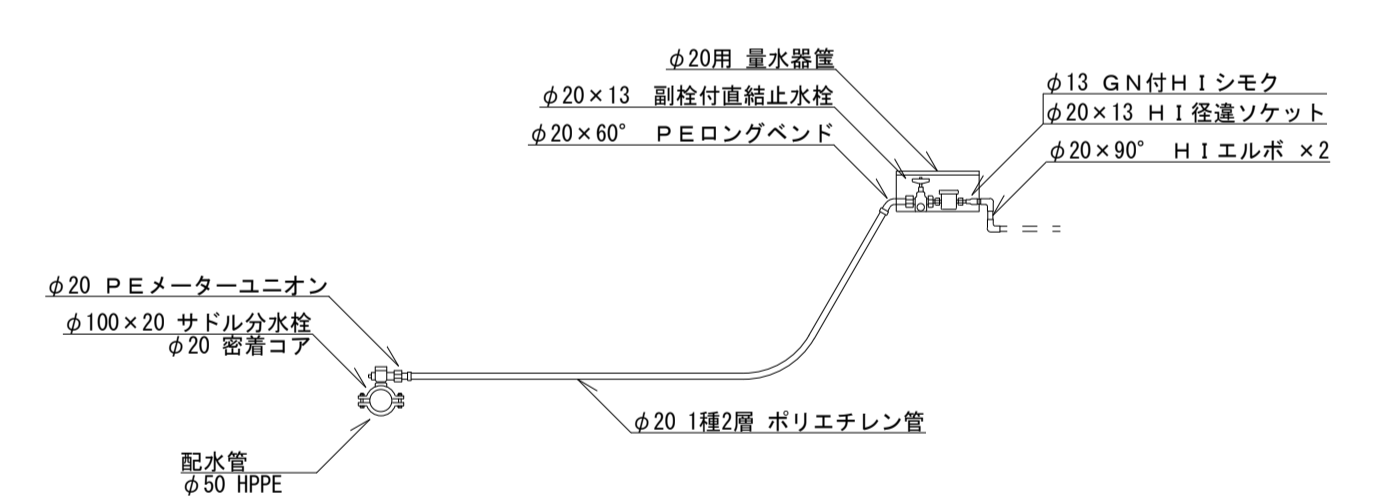 φ20用 量水器筐
φ20×13 副栓付直結止水栓
φ20×60° PEロングベンド
φ13 GN付HIシモク
φ20×13 HI径違ソケット
φ20×90° HIエルボ ×2
φ20 PEメーターユニオン
φ100×20 サドル分水栓
φ20 密着コア
φ20 1種2層 ポリエチレン管
配水管
φ50 HPPE